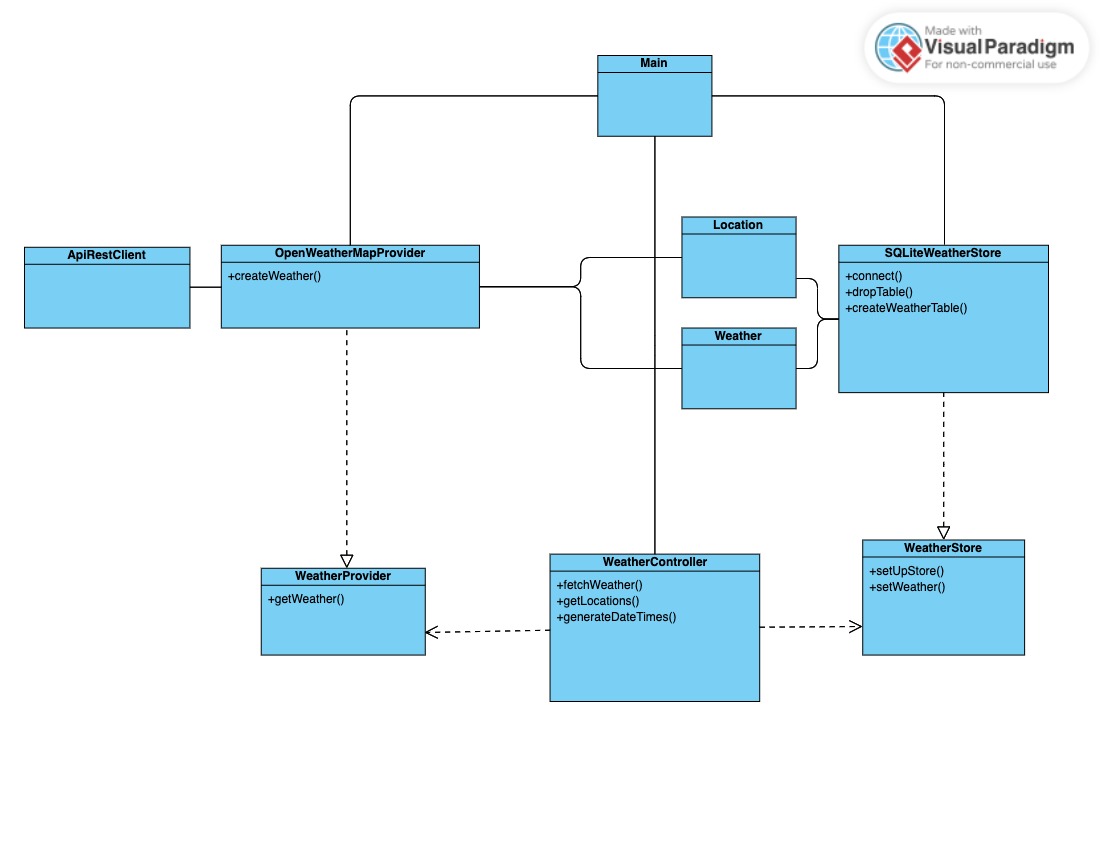 Made with
Visual Paradigm
For non-commercial use
Main
Location
ApiRestClient
OpenWeatherMapProvider
+createWeather()
SQLiteWeatherStore
+connect()
+dropTable()
+createWeatherTable()
Weather
WeatherProvider
+getWeather()
WeatherController
+fetchWeather()
+getLocations()
+generateDateTimes()
WeatherStore
+setUpStore()
+setWeather()